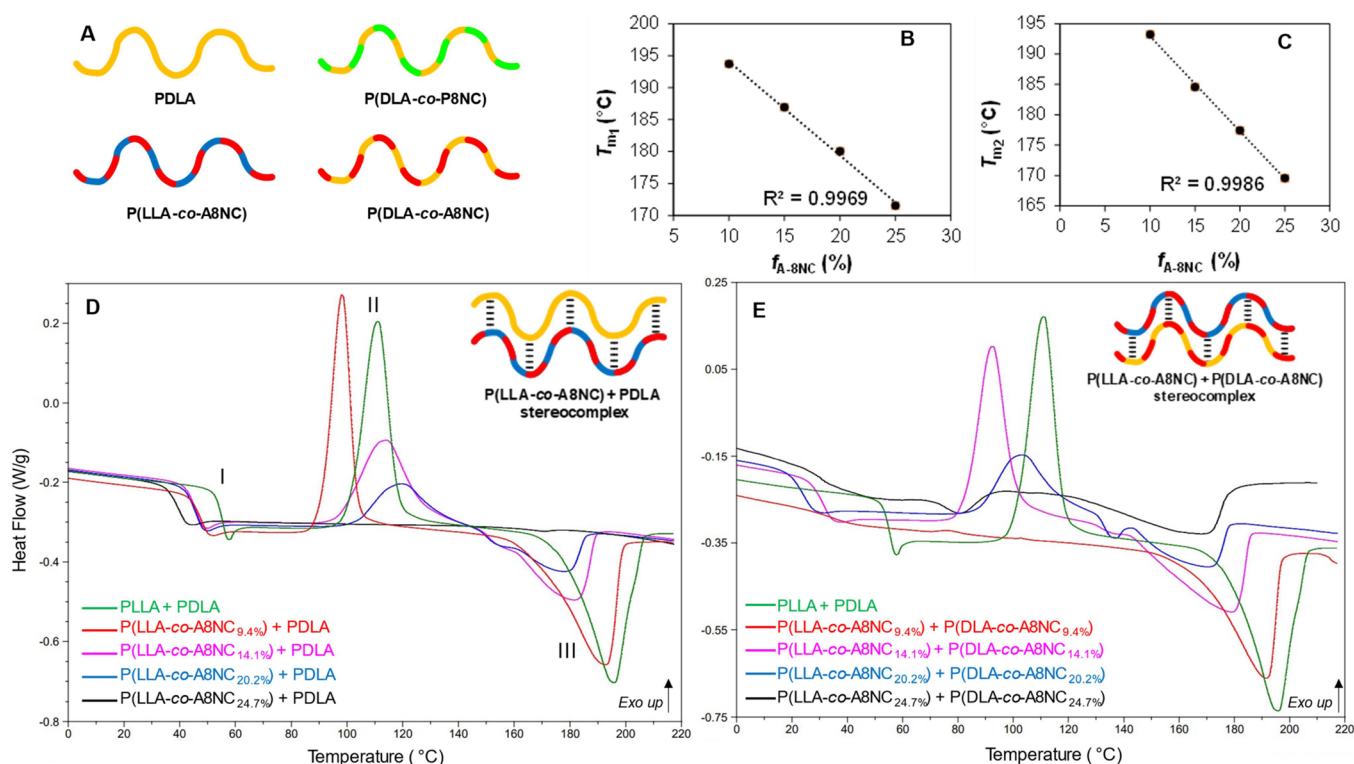 A
PDLA
P(DLA-co-P8NC)
P(LLA-co-A8NC)
P(DLA-co-A8NC)
B
200
195
190
185
180
175
170
5
10
15
20
25
30
Tm1 (°C)
R² = 0.9969
fA-8NC (%)
C
195
190
185
180
175
170
165
5
10
15
20
25
30
Tm2 (°C)
R² = 0.9986
fA-8NC (%)
D
I
II
III
P(LLA-co-A8NC) + PDLA
stereocomplex
PLLA + PDLA
P(LLA-co-A8NC9.4%) + PDLA
P(LLA-co-A8NC14.1%) + PDLA
P(LLA-co-A8NC20.2%) + PDLA
P(LLA-co-A8NC24.7%) + PDLA
Exo up
Heat Flow (W/g)
0.2
0.0
-0.2
-0.4
-0.6
-0.8
0
20
40
60
80
100
120
140
160
180
200
220
Temperature ( °C)
E
P(LLA-co-A8NC) + P(DLA-co-A8NC)
stereocomplex
PLLA + PDLA
P(LLA-co-A8NC9.4%) + P(DLA-co-A8NC9.4%)
P(LLA-co-A8NC14.1%) + P(DLA-co-A8NC14.1%)
P(LLA-co-A8NC20.2%) + P(DLA-co-A8NC20.2%)
P(LLA-co-A8NC24.7%) + P(DLA-co-A8NC24.7%)
Exo up
0.25
0.05
-0.15
-0.35
-0.55
-0.75
0
20
40
60
80
100
120
140
160
180
200
220
Temperature ( °C)